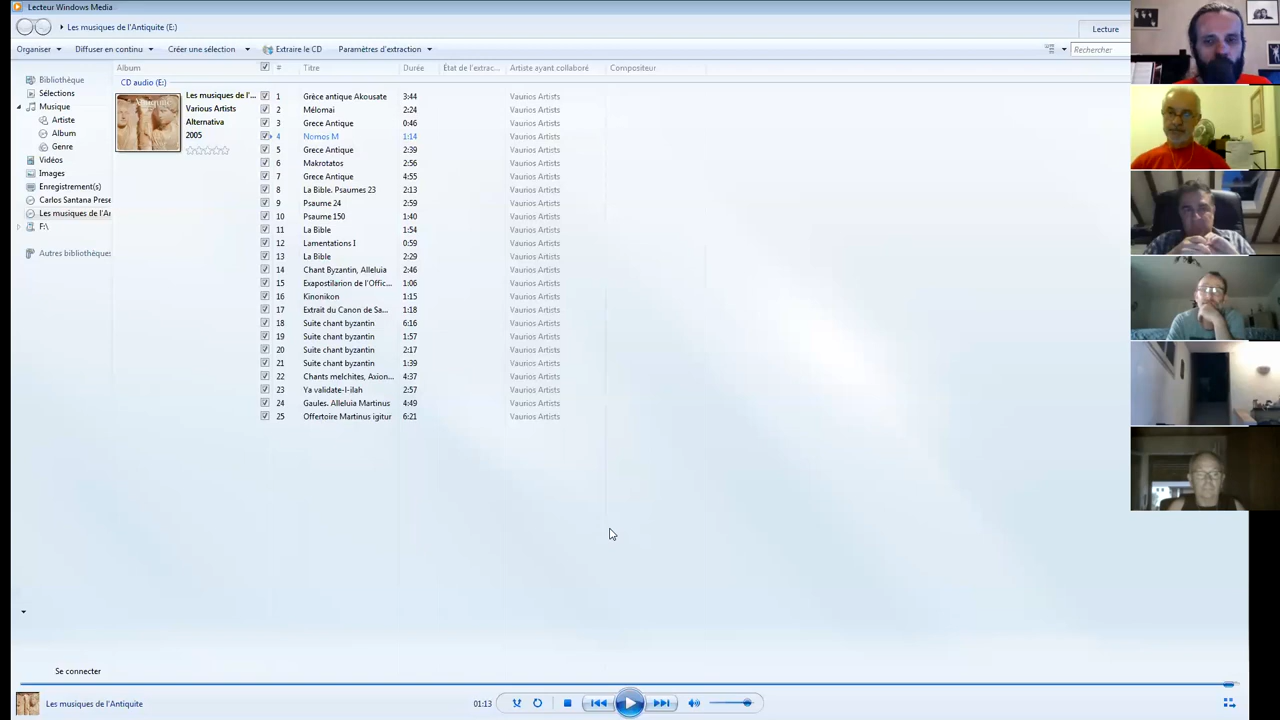 Lecteur Windows Media
Les musiques de l'Antiquite (E:)
Lecture
Organiser Diffuser en continu Créer une sélection Extraire le CD Paramètres d'extraction Rechercher
Album # Titre Durée État de l'extrac... Artiste ayant collaboré Compositeur
CD audio (E:)
Bibliothèque
Sélections
Musique
Artiste
Album
Genre
Vidéos
Images
Enregistrement(s)
Carlos Santana Prese
Les musiques de l'Ar
F:\
Autres bibliothèques
Les musiques de l'...
Various Artists
Alternativa
2005
1 Grèce antique Akousate 3:44 Vaurios Artists
2 Mélomai 2:24 Vaurios Artists
3 Grece Antique 0:46 Vaurios Artists
4 Nomos M 1:14 Vaurios Artists
5 Grece Antique 2:39 Vaurios Artists
6 Makrotatos 2:56 Vaurios Artists
7 Grece Antique 4:55 Vaurios Artists
8 La Bible. Psaumes 23 2:13 Vaurios Artists
9 Psaume 24 2:59 Vaurios Artists
10 Psaume 150 1:40 Vaurios Artists
11 La Bible 1:54 Vaurios Artists
12 Lamentations I 0:59 Vaurios Artists
13 La Bible 2:29 Vaurios Artists
14 Chant Byzantin, Alleluia 2:46 Vaurios Artists
15 Exapostilarion de l'Offic... 1:06 Vaurios Artists
16 Kinonikon 1:15 Vaurios Artists
17 Extrait du Canon de Sa... 1:18 Vaurios Artists
18 Suite chant byzantin 6:16 Vaurios Artists
19 Suite chant byzantin 1:57 Vaurios Artists
20 Suite chant byzantin 2:17 Vaurios Artists
21 Suite chant byzantin 1:39 Vaurios Artists
22 Chants melchites, Axion... 4:37 Vaurios Artists
23 Ya validate-l-ilah 2:57 Vaurios Artists
24 Gaules. Alleluia Martinus 4:49 Vaurios Artists
25 Offertoire Martinus igitur 6:21 Vaurios Artists
Se connecter
Les musiques de l'Antiquite
01:13